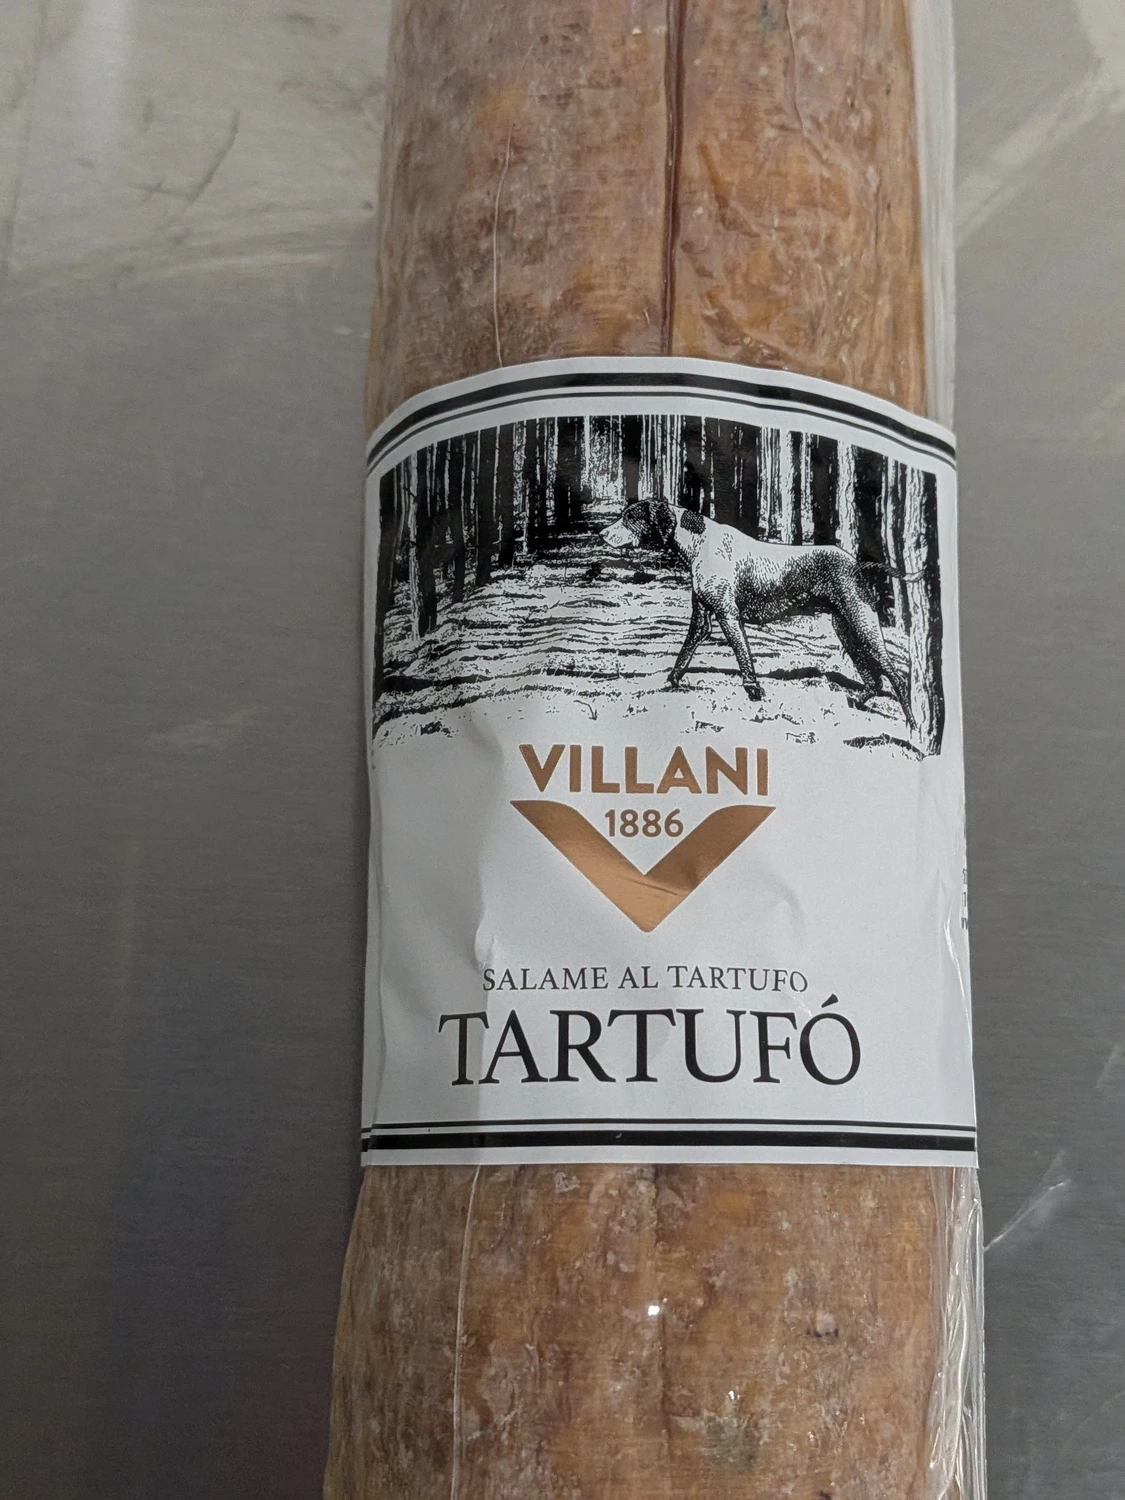 VILLANI
1886
SALAME AL TARTUFO
TARTUFÓ